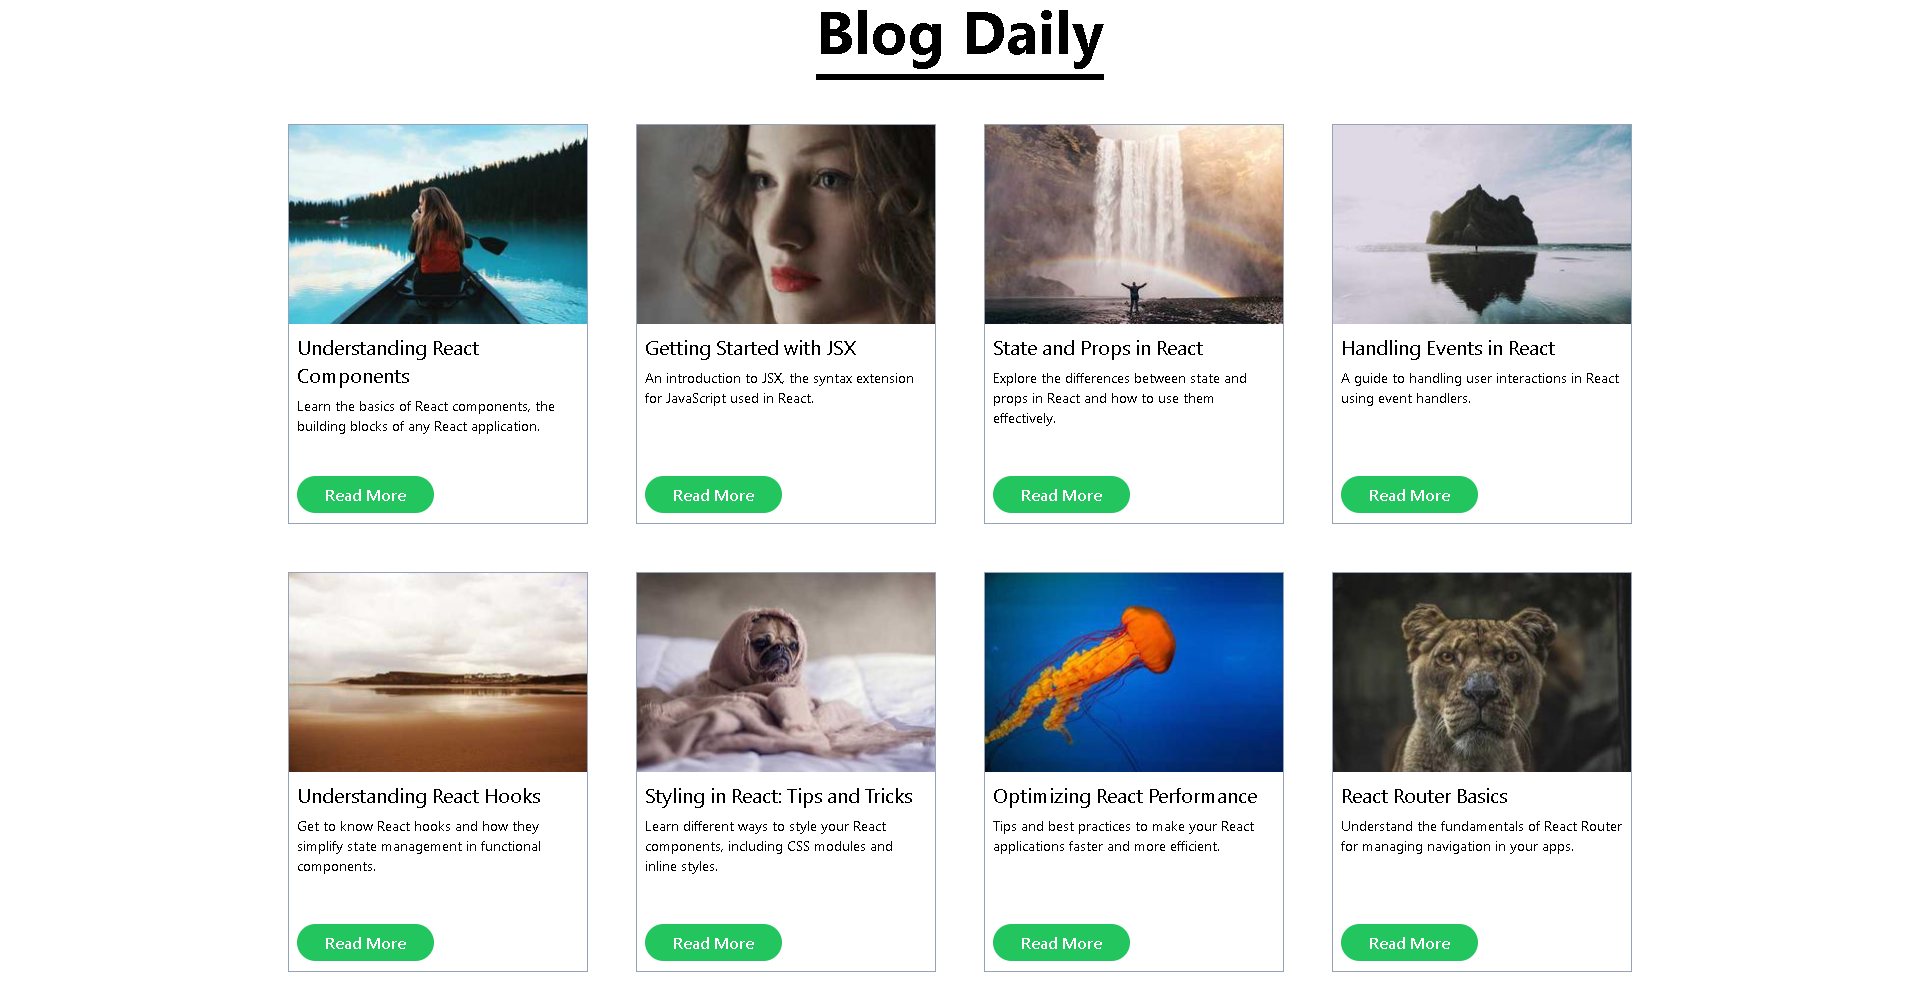 Blog Daily
Understanding React
Components
Learn the basics of React components, the
building blocks of any React application.
Read More
Getting Started with JSX
An introduction to JSX, the syntax extension
for JavaScript used in React.
Read More
State and Props in React
Explore the differences between state and
props in React and how to use them
effectively.
Read More
Handling Events in React
A guide to handling user interactions in React
using event handlers.
Read More
Understanding React Hooks
Get to know React hooks and how they
simplify state management in functional
components.
Read More
Styling in React: Tips and Tricks
Learn different ways to style your React
components, including CSS modules and
inline styles.
Read More
Optimizing React Performance
Tips and best practices to make your React
applications faster and more efficient.
Read More
React Router Basics
Understand the fundamentals of React Router
for managing navigation in your apps.
Read More